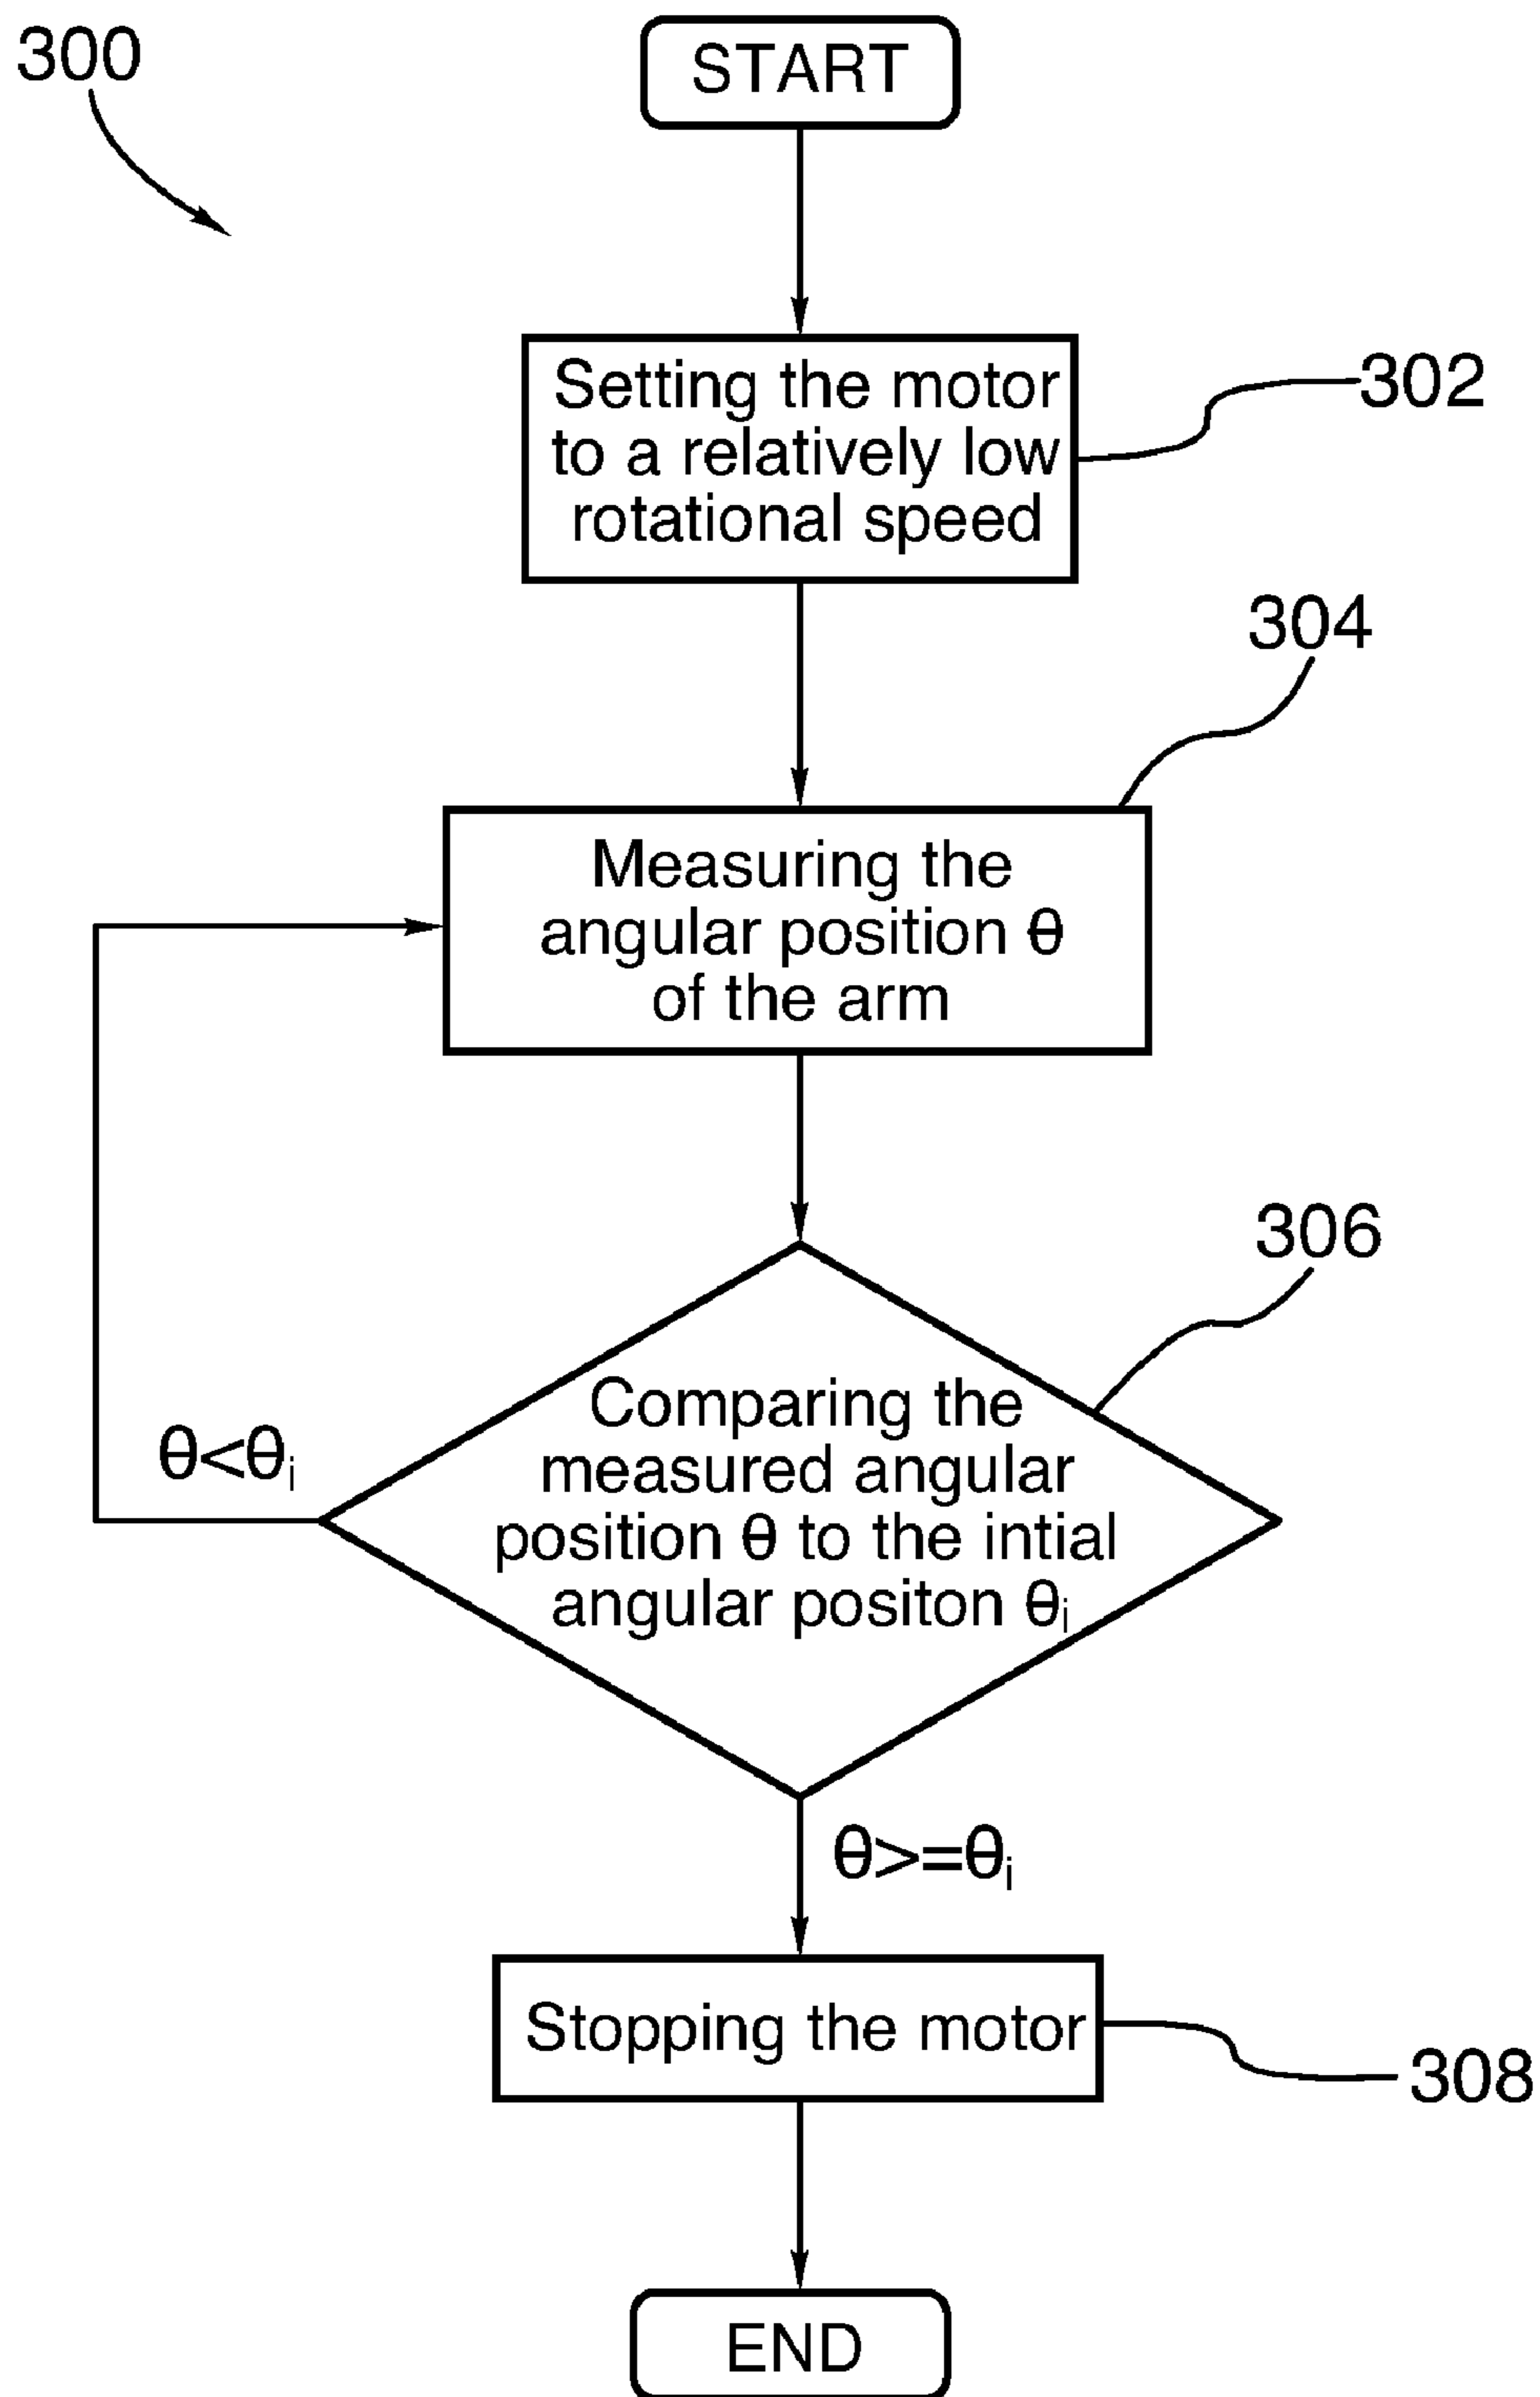 300
START
Setting the motor
to a relatively low
rotational speed
302
304
Measuring the
angular position θ
of the arm
306
Comparing the
measured angular
position θ to the intial
angular positon θi
θ<θi
θ>=θi
Stopping the motor
308
END